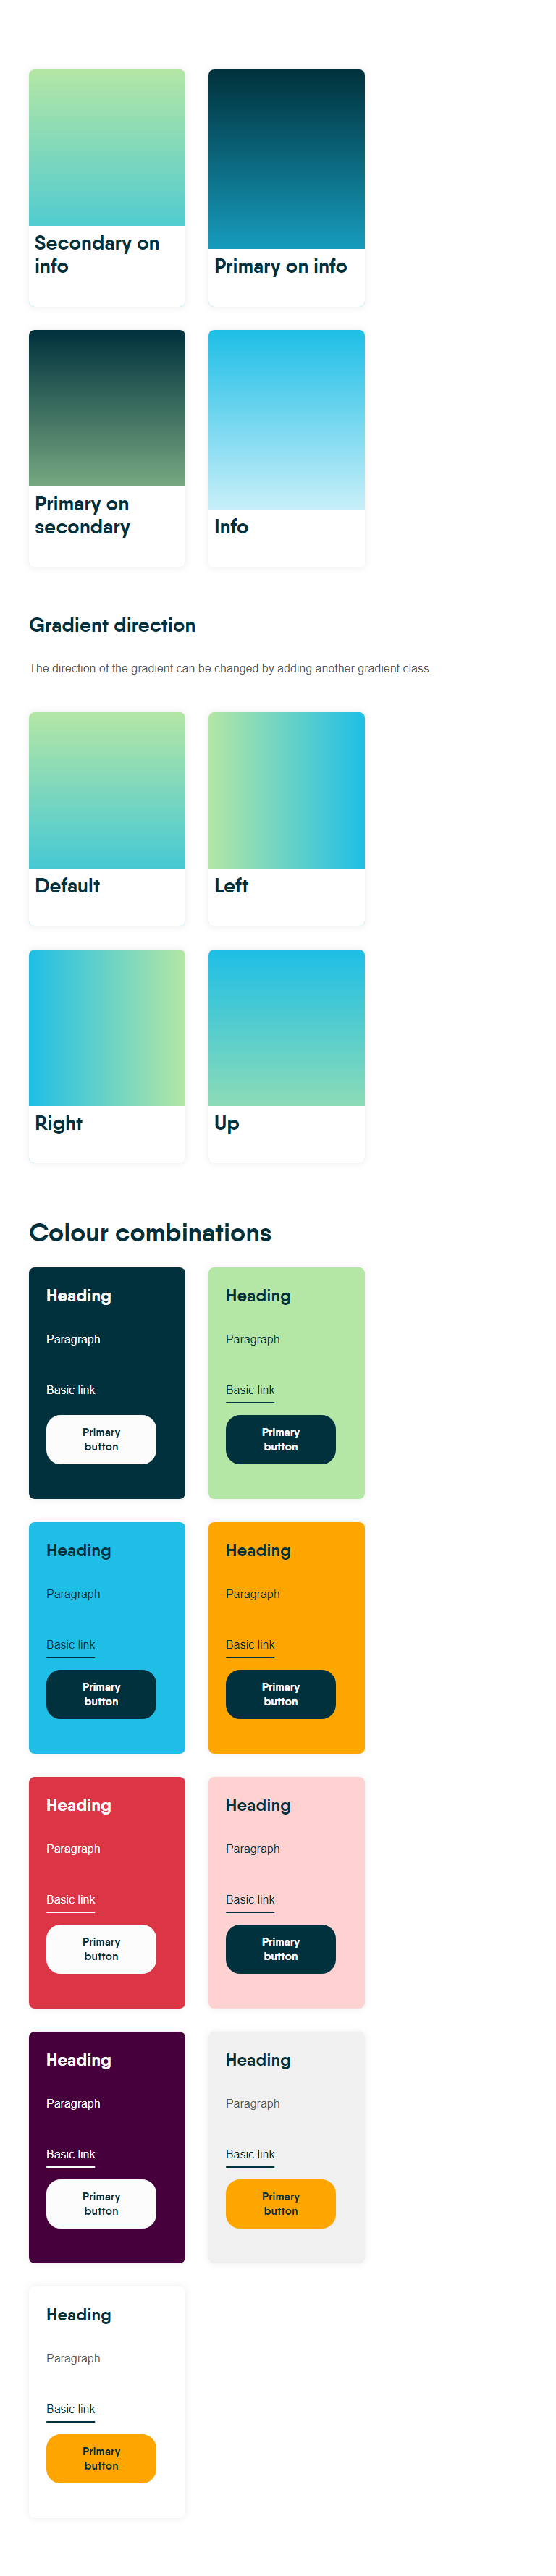 Secondary on
info
Primary on info
Primary on
secondary
Info
Gradient direction
The direction of the gradient can be changed by adding another gradient class.
Default
Left
Right
Up
Colour combinations
Heading
Paragraph
Basic link
Primary
button
Heading
Paragraph
Basic link
Primary
button
Heading
Paragraph
Basic link
Primary
button
Heading
Paragraph
Basic link
Primary
button
Heading
Paragraph
Basic link
Primary
button
Heading
Paragraph
Basic link
Primary
button
Heading
Paragraph
Basic link
Primary
button
Heading
Paragraph
Basic link
Primary
button
Heading
Paragraph
Basic link
Primary
button